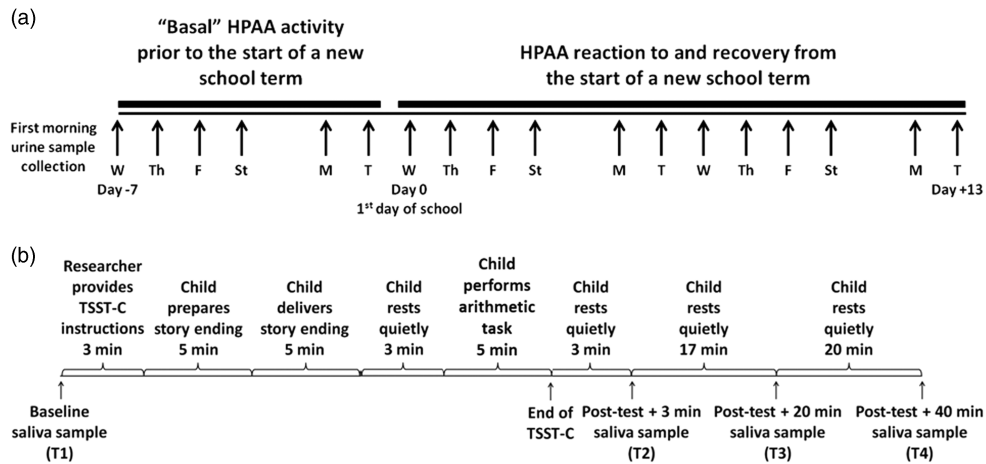 (a)
“Basal” HPAA activity
prior to the start of a new
school term
HPAA reaction to and recovery from
the start of a new school term
First morning
urine sample
collection
W Th F St M T W Th F St M T W Th F St M T
Day -7
Day 0
1st day of school
Day +13
(b)
Researcher
provides
TSST-C
instructions
3 min
Child
prepares
story ending
5 min
Child
delivers
story ending
5 min
Child
rests
quietly
3 min
Child
performs
arithmetic
task
5 min
Child
rests
quietly
3 min
Child
rests
quietly
17 min
Child
rests
quietly
20 min
Baseline
saliva sample
(T1)
End of
TSST-C
Post-test + 3 min
saliva sample
(T2)
Post-test + 20 min
saliva sample
(T3)
Post-test + 40 min
saliva sample
(T4)